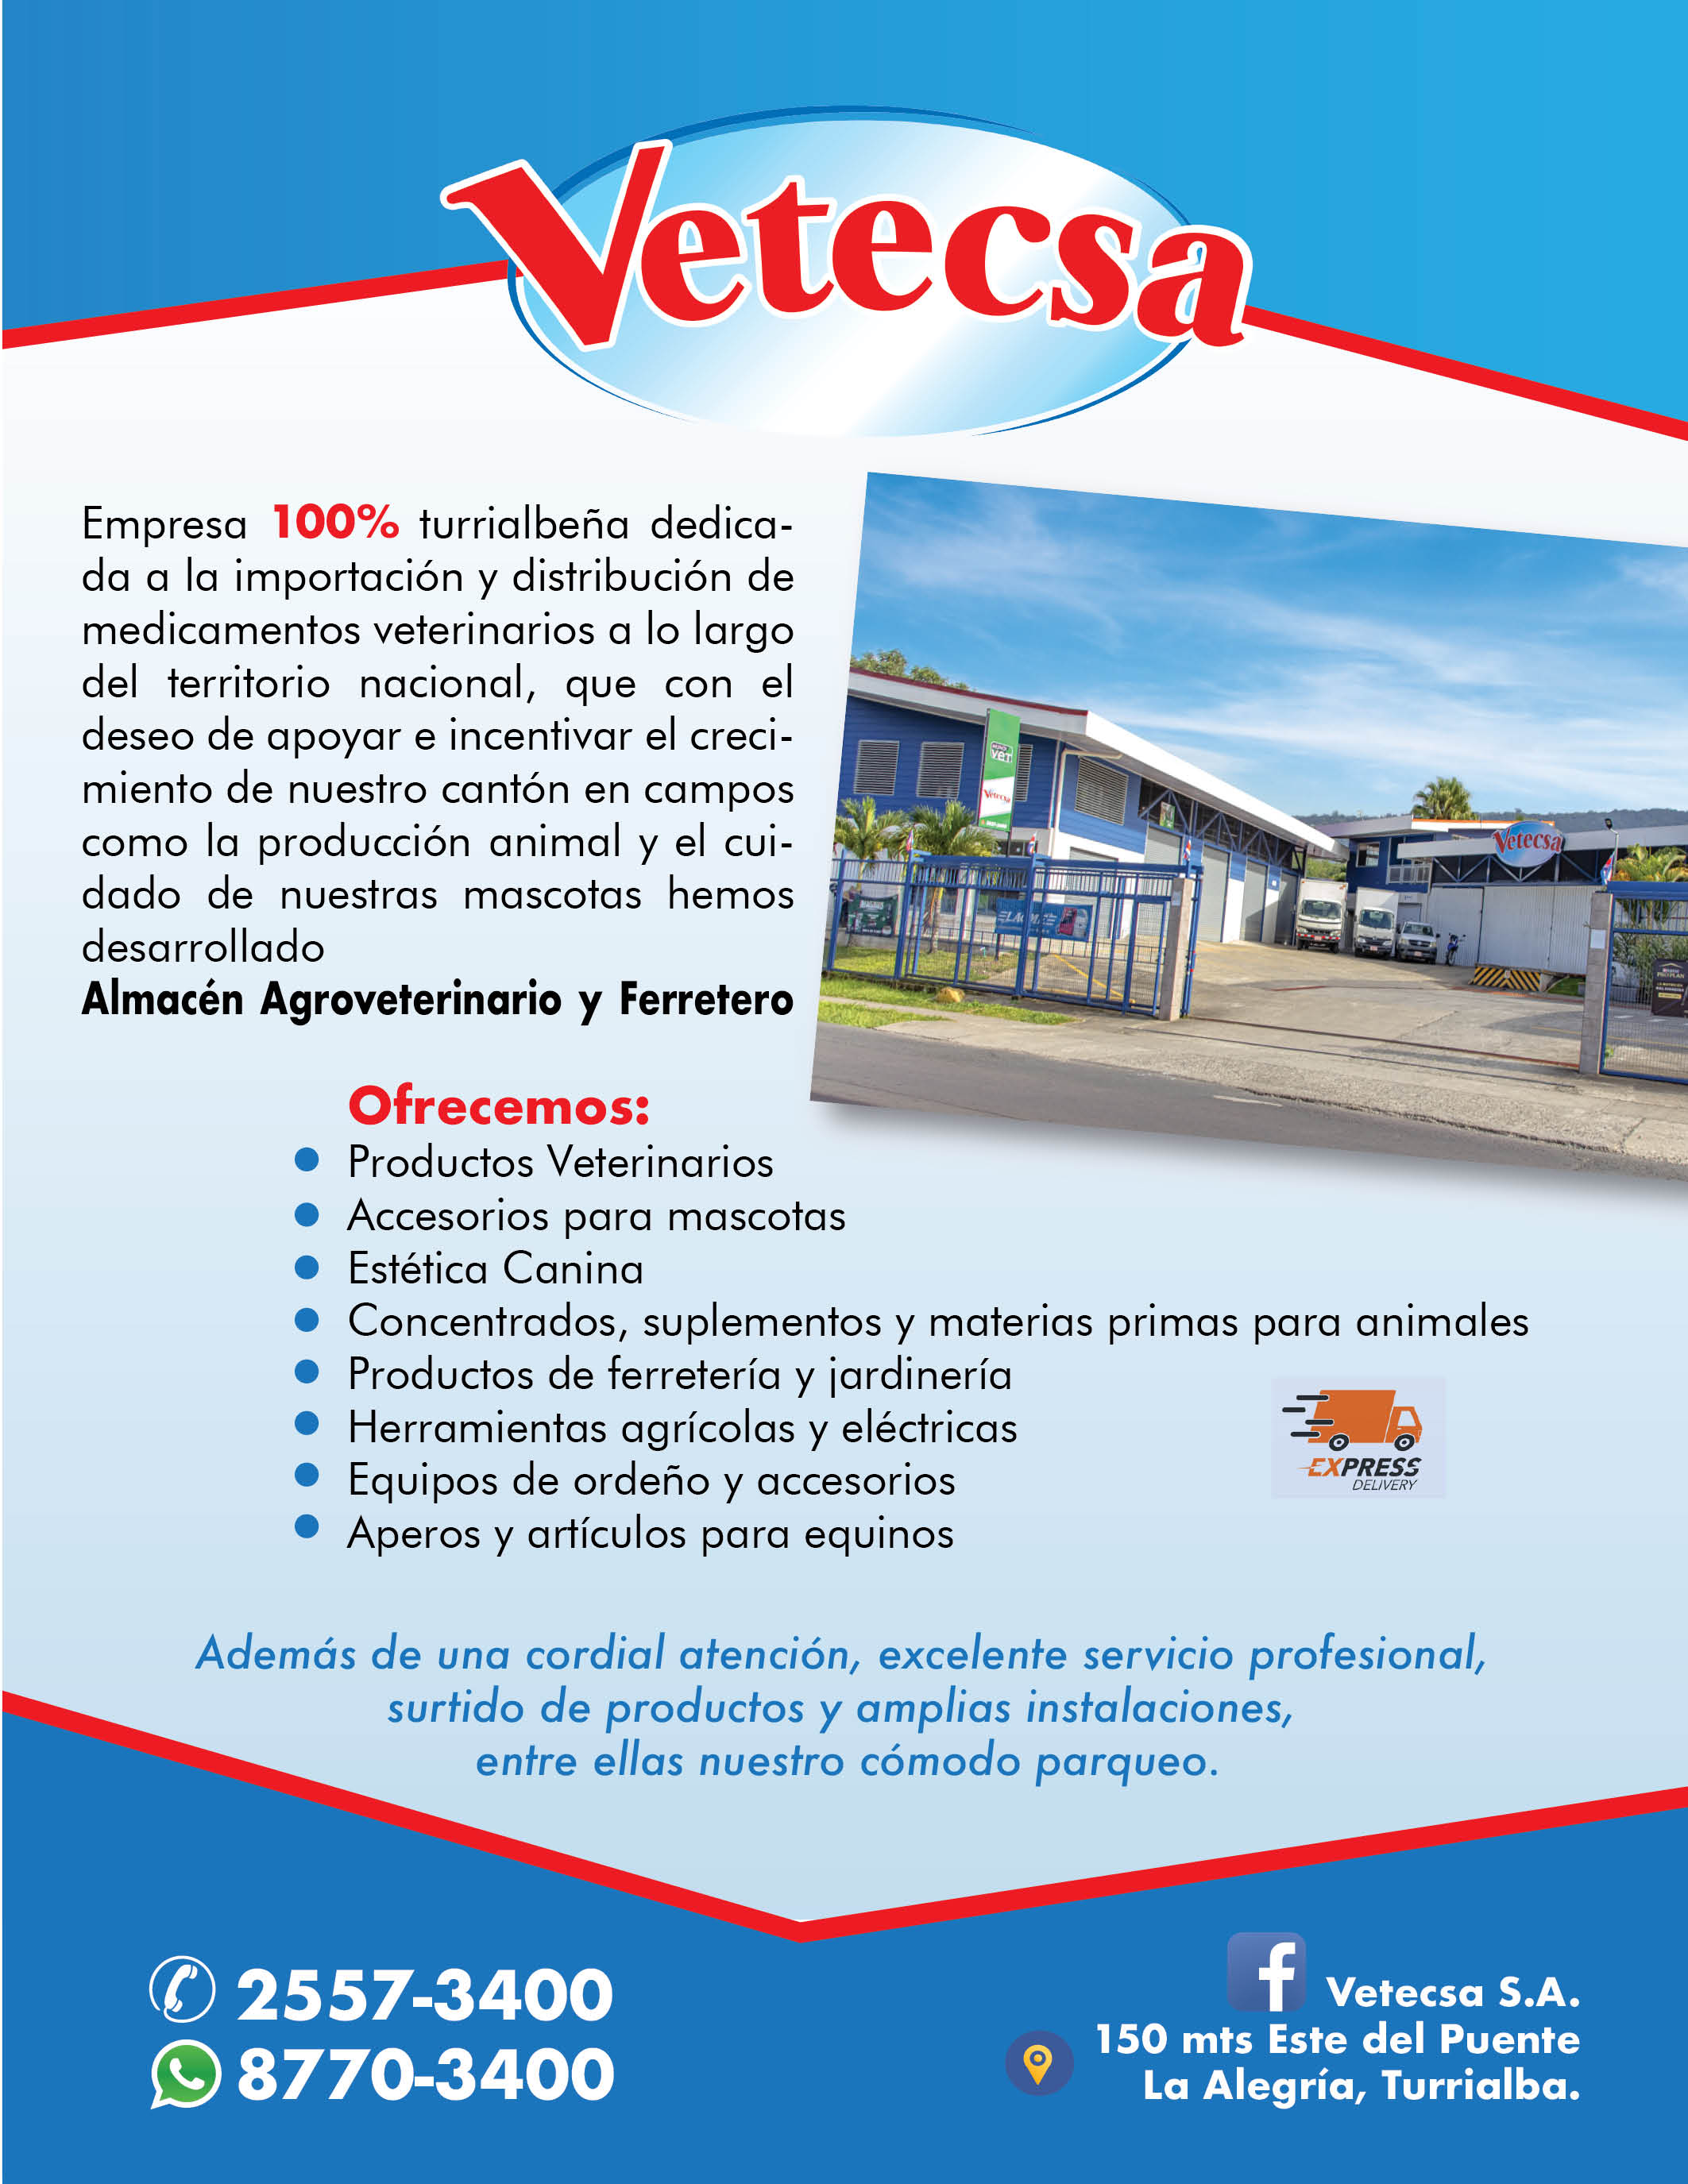 Vetecsa
Empresa 100% turrialbeña dedica-
da a la importación y distribución de
medicamentos veterinarios a lo largo
del territorio nacional, que con el
deseo de apoyar e incentivar el creci-
miento de nuestro cantón en campos
como la producción animal y el cui-
dado de nuestras mascotas hemos
desarrollado
Almacén Agroveterinario y Ferretero
vet
Vetecsa
Vetecsa
Ofrecemos:
Productos Veterinarios
Accesorios para mascotas
Estética Canina
Concentrados, suplementos y materias primas para animales
Productos de ferretería y jardinería
Herramientas agrícolas y eléctricas
Equipos de ordeño y accesorios
Aperos y artículos para equinos
EXPRESS
DELIVERY
Además de una cordial atención, excelente servicio profesional,
surtido de productos y amplias instalaciones,
entre ellas nuestro cómodo parqueo.
2557-3400
8770-3400
f
Vetecsa S.A.
150 mts Este del Puente
La Alegría, Turrialba.